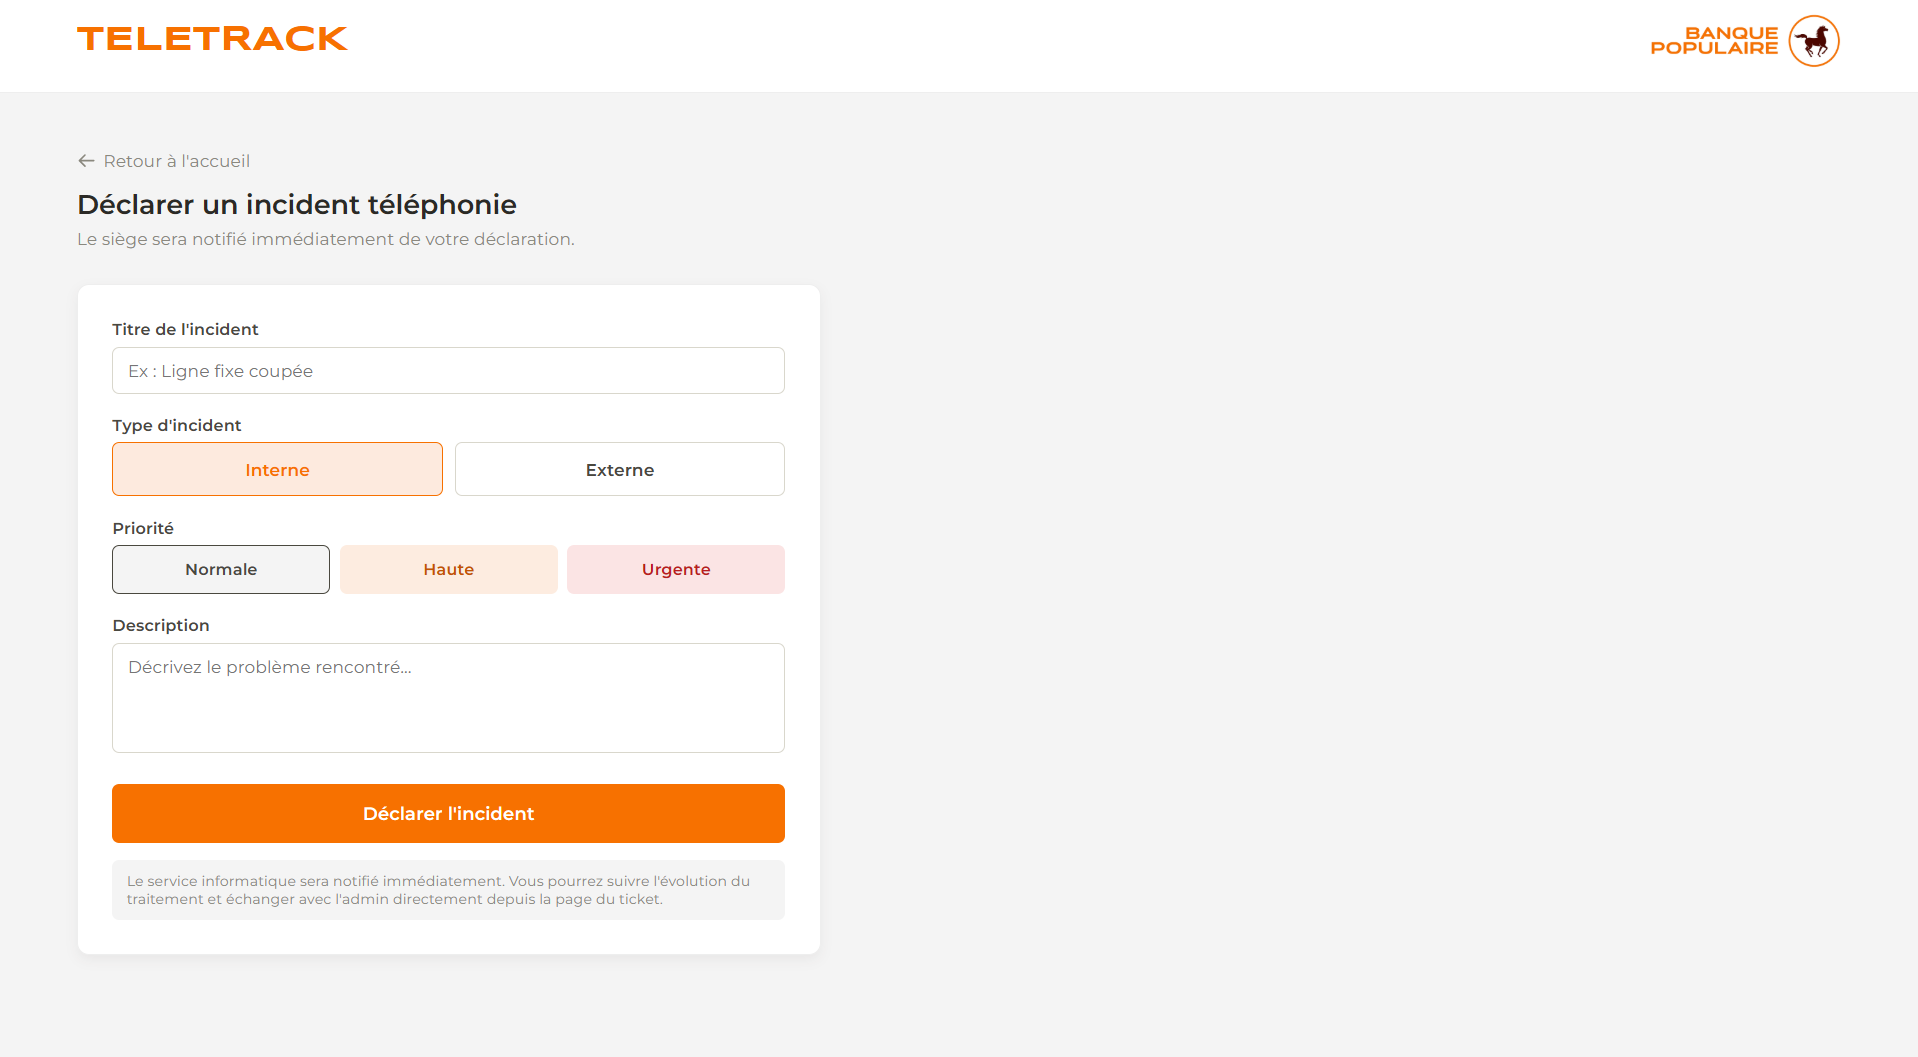 TELETRACK
BANQUE
POPULAIRE
← Retour à l'accueil
Déclarer un incident téléphonie
Le siège sera notifié immédiatement de votre déclaration.
Titre de l'incident
Ex : Ligne fixe coupée
Type d'incident
Interne
Externe
Priorité
Normale
Haute
Urgente
Description
Décrivez le problème rencontré...
Déclarer l'incident
Le service informatique sera notifié immédiatement. Vous pourrez suivre l'évolution du
traitement et échanger avec l'admin directement depuis la page du ticket.